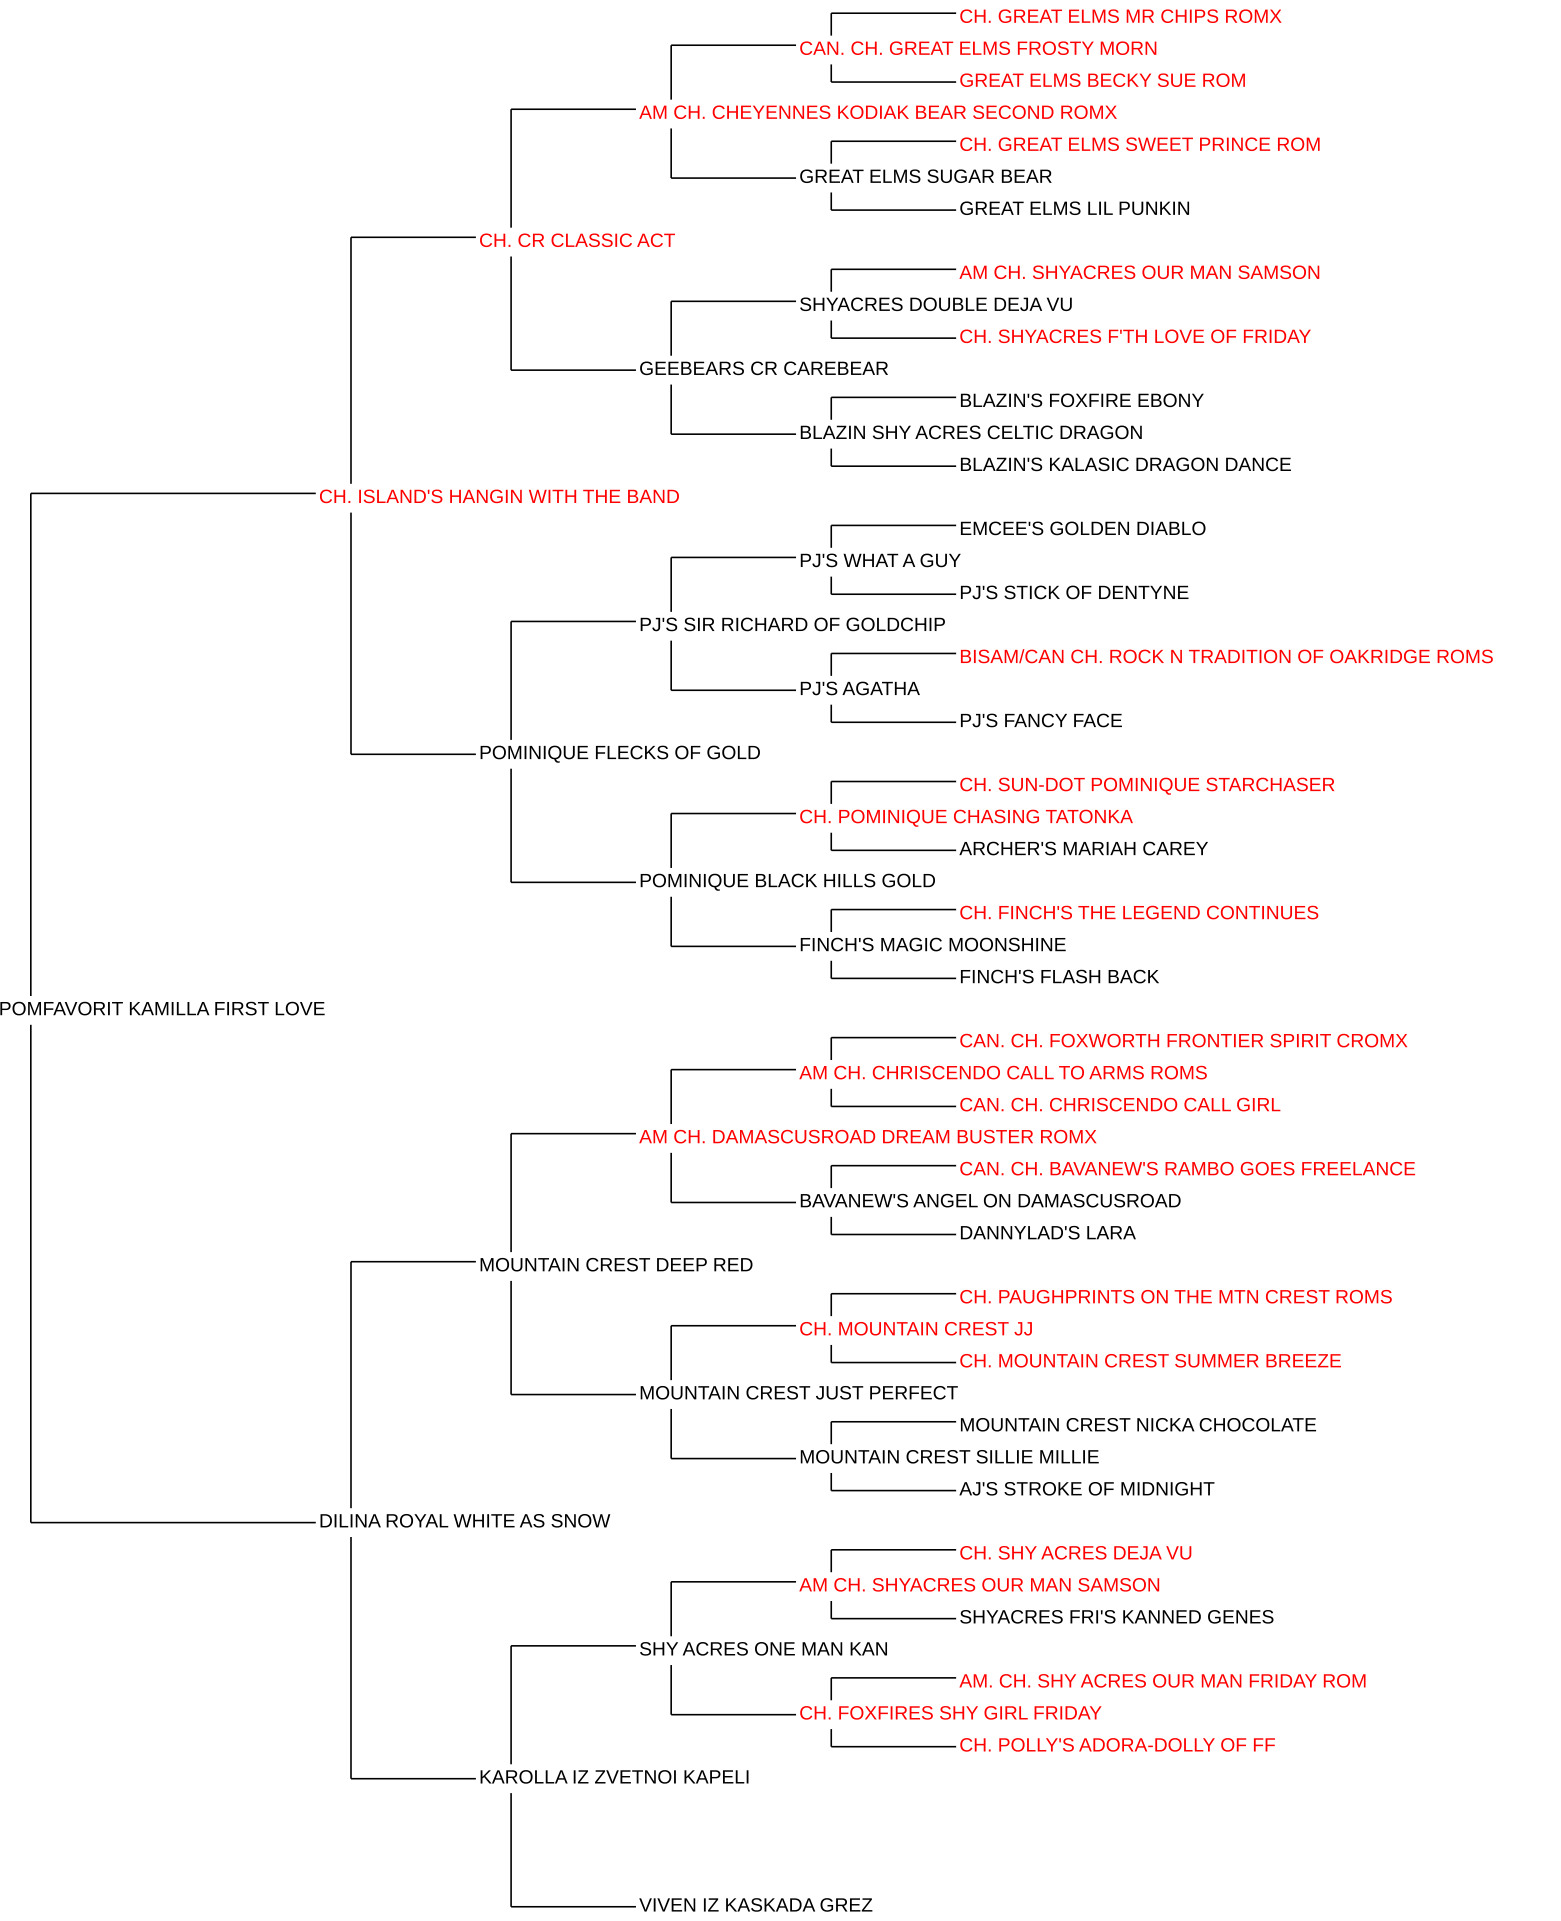 CH. GREAT ELMS MR CHIPS ROMX
CAN. CH. GREAT ELMS FROSTY MORN
GREAT ELMS BECKY SUE ROM
AM CH. CHEYENNES KODIAK BEAR SECOND ROMX
CH. GREAT ELMS SWEET PRINCE ROM
GREAT ELMS SUGAR BEAR
GREAT ELMS LIL PUNKIN
CH. CR CLASSIC ACT
AM CH. SHYACRES OUR MAN SAMSON
SHYACRES DOUBLE DEJA VU
CH. SHYACRES F'TH LOVE OF FRIDAY
GEEBEARS CR CAREBEAR
BLAZIN'S FOXFIRE EBONY
BLAZIN SHY ACRES CELTIC DRAGON
BLAZIN'S KALASIC DRAGON DANCE
CH. ISLAND'S HANGIN WITH THE BAND
EMCEE'S GOLDEN DIABLO
PJ'S WHAT A GUY
PJ'S STICK OF DENTYNE
PJ'S SIR RICHARD OF GOLDCHIP
BISAM/CAN CH. ROCK N TRADITION OF OAKRIDGE ROMS
PJ'S AGATHA
PJ'S FANCY FACE
POMINIQUE FLECKS OF GOLD
CH. SUN-DOT POMINIQUE STARCHASER
CH. POMINIQUE CHASING TATONKA
ARCHER'S MARIAH CAREY
POMINIQUE BLACK HILLS GOLD
CH. FINCH'S THE LEGEND CONTINUES
FINCH'S MAGIC MOONSHINE
FINCH'S FLASH BACK
POMFAVORIT KAMILLA FIRST LOVE
CAN. CH. FOXWORTH FRONTIER SPIRIT CROMX
AM CH. CHRISCENDO CALL TO ARMS ROMS
CAN. CH. CHRISCENDO CALL GIRL
AM CH. DAMASCUSROAD DREAM BUSTER ROMX
CAN. CH. BAVANEW'S RAMBO GOES FREELANCE
BAVANEW'S ANGEL ON DAMASCUSROAD
DANNYLAD'S LARA
MOUNTAIN CREST DEEP RED
CH. PAUGHPRINTS ON THE MTN CREST ROMS
CH. MOUNTAIN CREST JJ
CH. MOUNTAIN CREST SUMMER BREEZE
MOUNTAIN CREST JUST PERFECT
MOUNTAIN CREST NICKA CHOCOLATE
MOUNTAIN CREST SILLIE MILLIE
AJ'S STROKE OF MIDNIGHT
DILINA ROYAL WHITE AS SNOW
CH. SHY ACRES DEJA VU
AM CH. SHYACRES OUR MAN SAMSON
SHYACRES FRI'S KANNED GENES
SHY ACRES ONE MAN KAN
AM. CH. SHY ACRES OUR MAN FRIDAY ROM
CH. FOXFIRES SHY GIRL FRIDAY
CH. POLLY'S ADORA-DOLLY OF FF
KAROLLA IZ ZVETNOI KAPELI
VIVEN IZ KASKADA GREZ